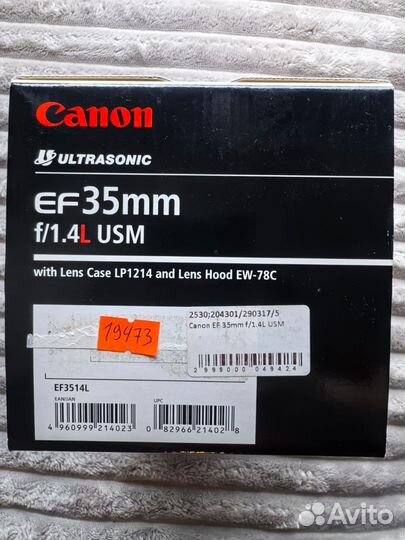 Canon
ULTRASONIC
EF35mm
f/1.4L USM
with Lens Case LP1214 and Lens Hood EW-78C
2530;204301/290317/5
Canon EF 35mm f/1.4L USM
19473
2 999000 049424
EF3514L
EAN/JAN
UPC
4 960999 214023
0 82966 21402 8
Avito